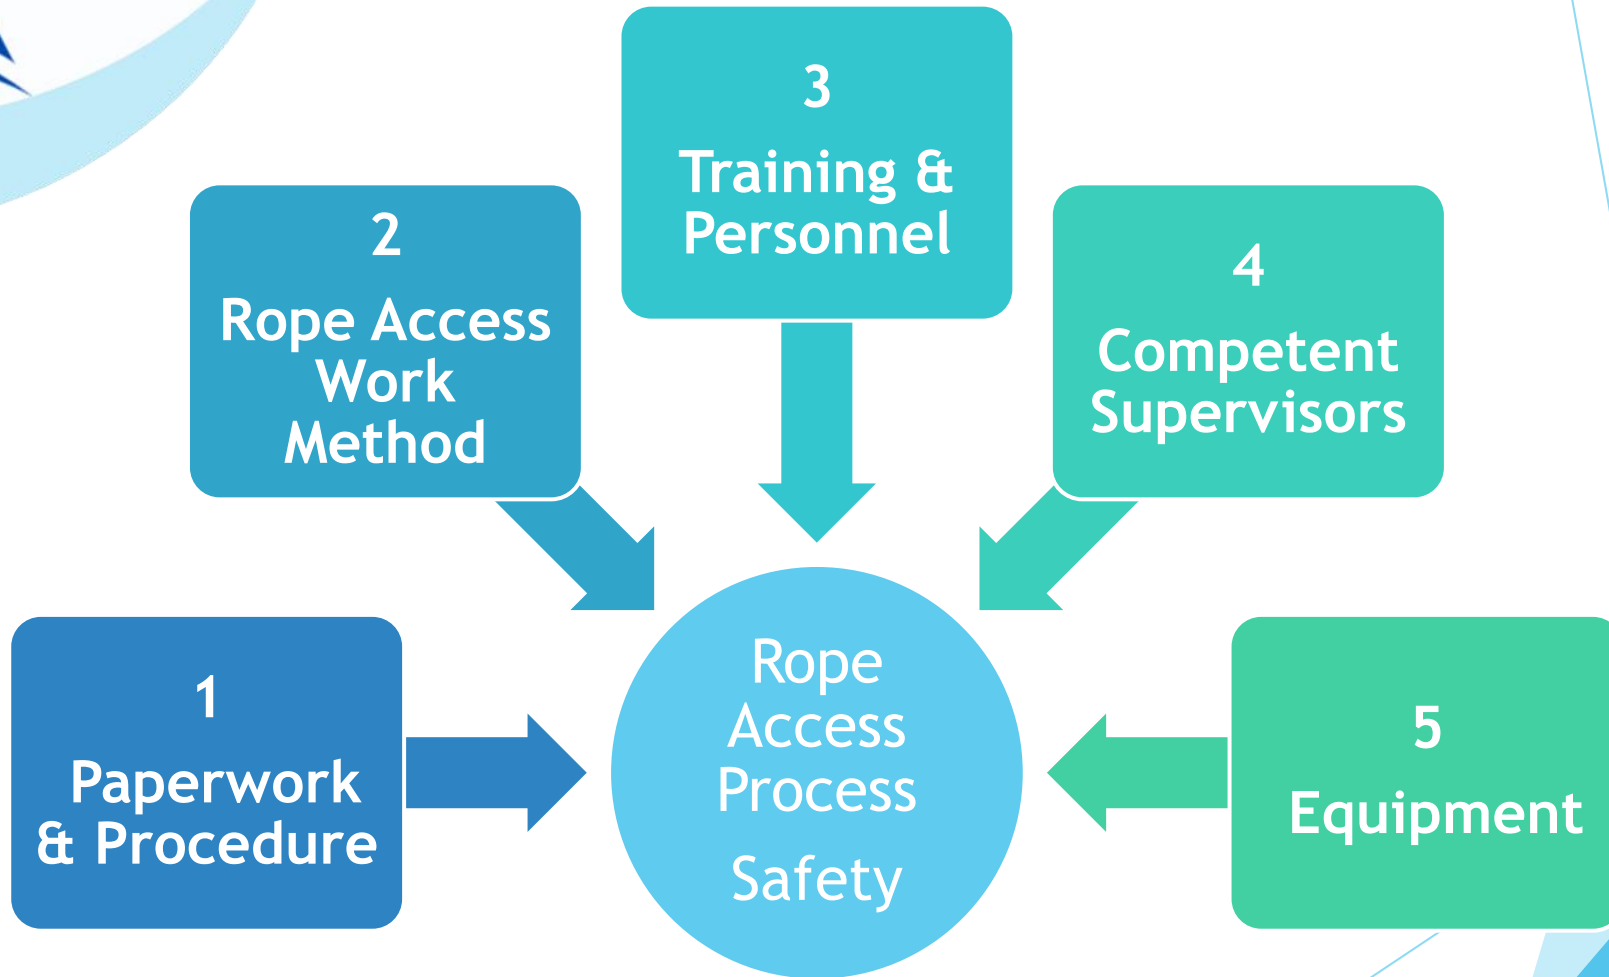 1
Paperwork
& Procedure
2
Rope Access
Work
Method
3
Training &
Personnel
4
Competent
Supervisors
5
Equipment
Rope
Access
Process
Safety